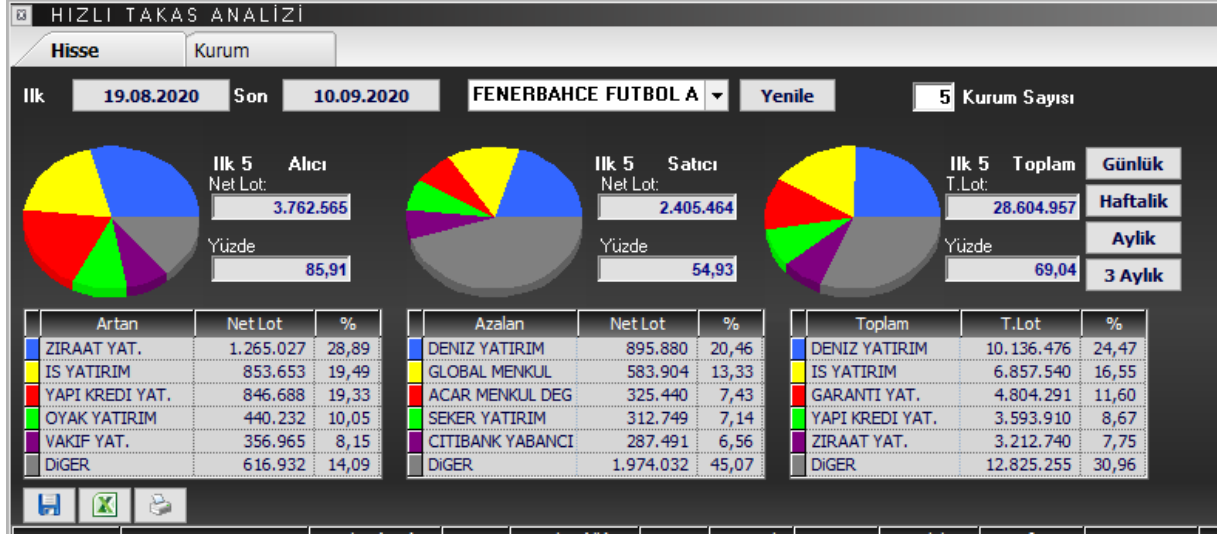 HIZLI TAKAS ANALİZİ
Hisse Kurum
Ilk 19.08.2020 Son 10.09.2020 FENERBAHCE FUTBOL A Yenile 5 Kurum Sayısı
Ilk 5 Alıcı
Net Lot:
3.762.565
Yüzde
85,91
Ilk 5 Satıcı
Net Lot:
2.405.464
Yüzde
54,93
Ilk 5 Toplam
T.Lot:
28.604.957
Yüzde
69,04
Günlük
Haftalik
Aylik
3 Aylık
Artan Net Lot %
ZIRAAT YAT. 1.265.027 28,89
IS YATIRIM 853.653 19,49
YAPI KREDI YAT. 846.688 19,33
OYAK YATIRIM 440.232 10,05
VAKIF YAT. 356.965 8,15
DiGER 616.932 14,09
Azalan Net Lot %
DENIZ YATIRIM 895.880 20,46
GLOBAL MENKUL 583.904 13,33
ACAR MENKUL DEG 325.440 7,43
SEKER YATIRIM 312.749 7,14
CITIBANK YABANCI 287.491 6,56
DiGER 1.974.032 45,07
Toplam T.Lot %
DENIZ YATIRIM 10.136.476 24,47
IS YATIRIM 6.857.540 16,55
GARANTI YAT. 4.804.291 11,60
YAPI KREDI YAT. 3.593.910 8,67
ZIRAAT YAT. 3.212.740 7,75
DiGER 12.825.255 30,96